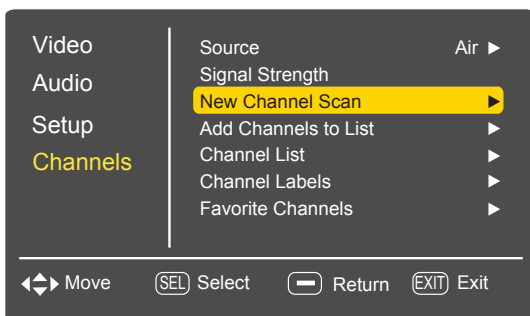 Video
Audio
Setup
Channels
Source Air
Signal Strength
New Channel Scan
Add Channels to List
Channel List
Channel Labels
Favorite Channels
Move SEL Select Return EXIT Exit